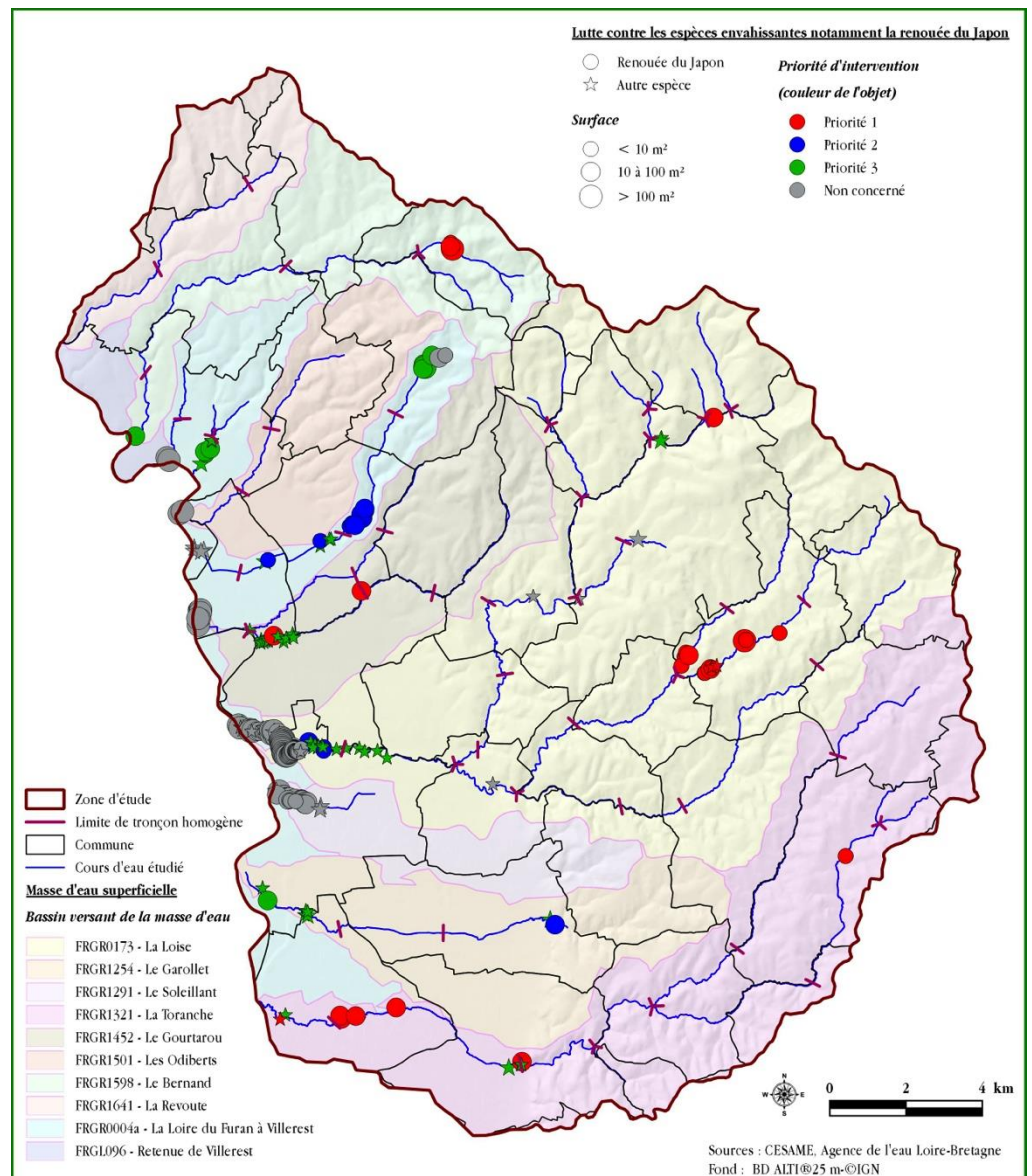 Lutte contre les espèces envahissantes notamment la renouée du Japon
Renouée du Japon
Autre espèce
Surface
< 10 m²
10 à 100 m²
> 100 m²
Priorité d'intervention
(couleur de l'objet)
Priorité 1
Priorité 2
Priorité 3
Non concerné
Zone d'étude
Limite de tronçon homogène
Commune
Cours d'eau étudié
Masse d'eau superficielle
Bassin versant de la masse d'eau
FRGR0173 - La Loise
FRGR1254 - Le Garollet
FRGR1291 - Le Soleillant
FRGR1321 - La Toranche
FRGR1452 - Le Gourtarou
FRGR1501 - Les Odiberts
FRGR1598 - Le Bernand
FRGR1641 - La Revoute
FRGR0004a - La Loire du Furan à Villerest
FRGL096 - Retenue de Villerest
N
E
S
0 2 4 km
Sources : CESAME, Agence de l'eau Loire-Bretagne
Fond : BD ALTI®25 m-©IGN